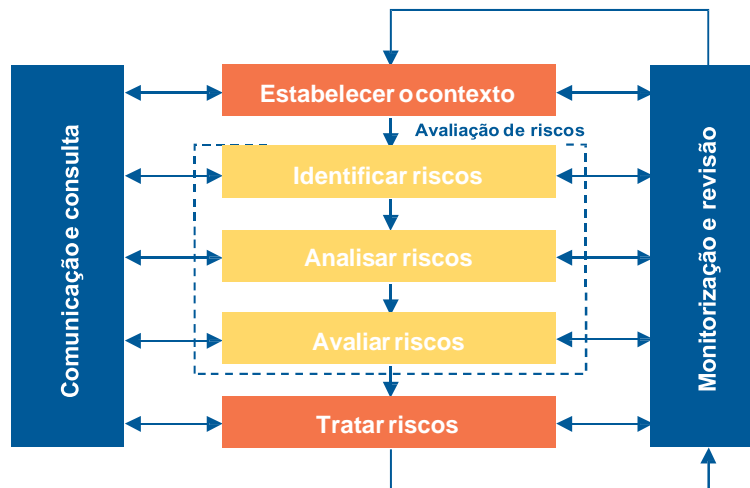 Estabelecer o contexto
Avaliação de riscos
Identificar riscos
Analisar riscos
Avaliar riscos
Tratar riscos
Comunicação e consulta
Monitorização e revisão